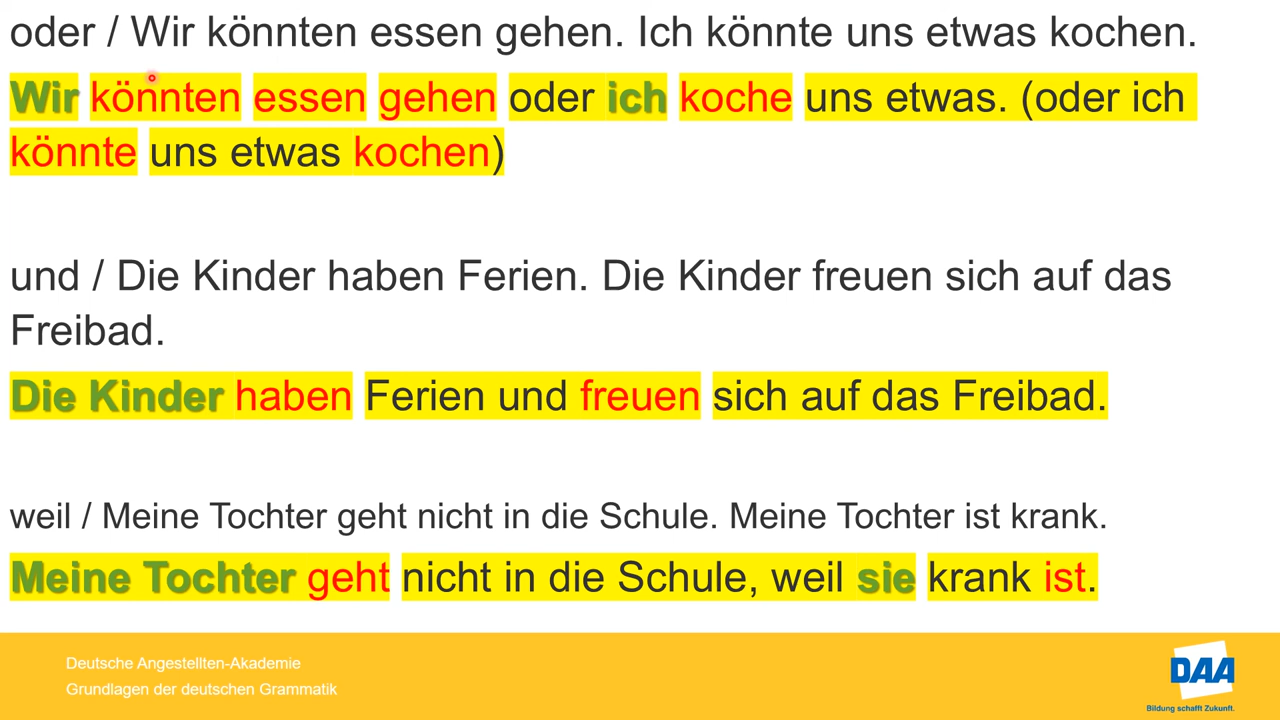 oder / Wir könnten essen gehen. Ich könnte uns etwas kochen.
Wir könnten essen gehen oder ich koche uns etwas. (oder ich
könnte uns etwas kochen)
und / Die Kinder haben Ferien. Die Kinder freuen sich auf das
Freibad.
Die Kinder haben Ferien und freuen sich auf das Freibad.
weil / Meine Tochter geht nicht in die Schule. Meine Tochter ist krank.
Meine Tochter geht nicht in die Schule, weil sie krank ist.
Deutsche Angestellten-Akademie
Grundlagen der deutschen Grammatik
DAA
Bildung schafft Zukunft.